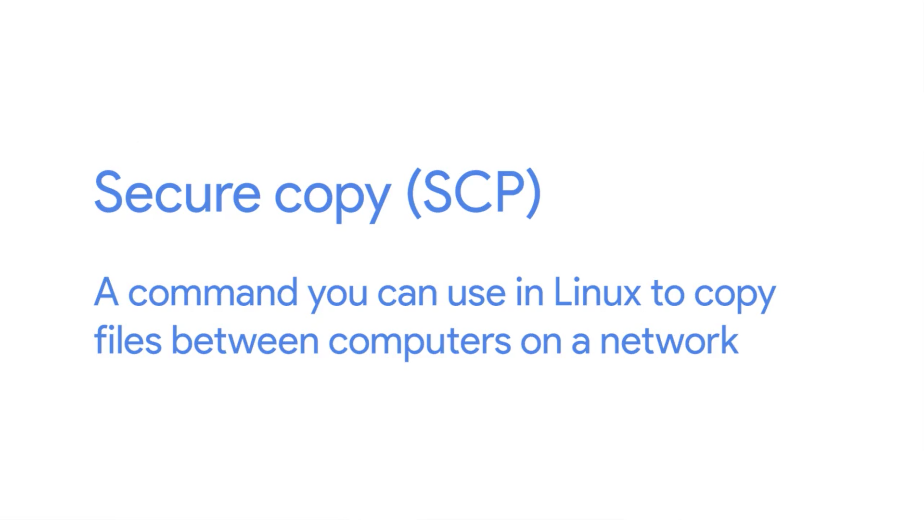 Secure copy (SCP)
A command you can use in Linux to copy
files between computers on a network